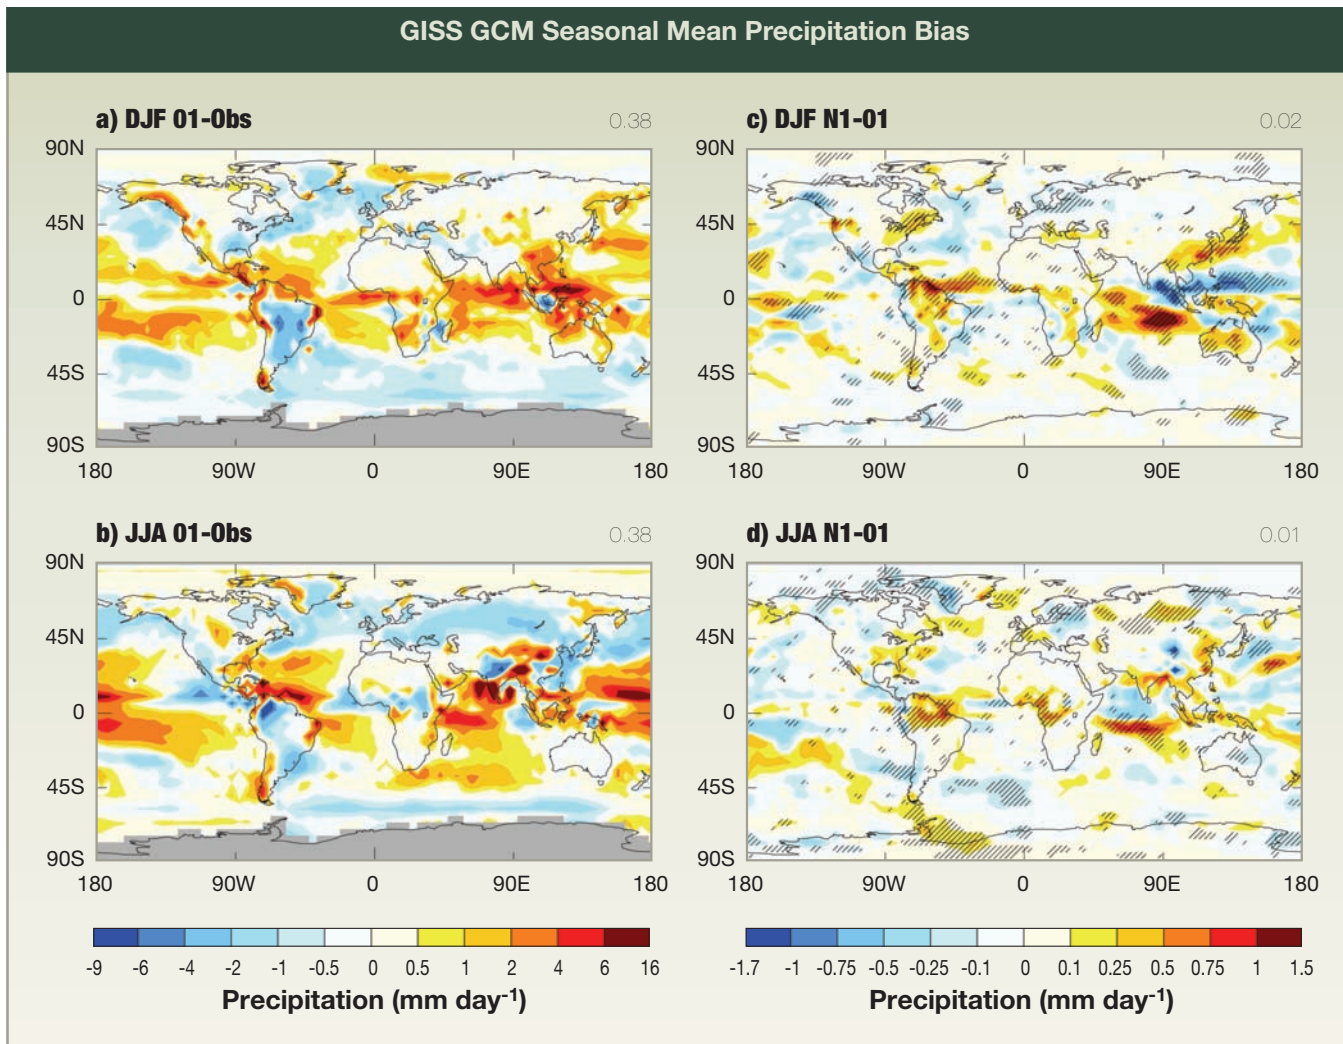 GISS GCM Seasonal Mean Precipitation Bias
a) DJF 01-Obs 0.38
90N
45N
0
45S
90S
180 90W 0 90E 180
c) DJF N1-01 0.02
90N
45N
0
45S
90S
180 90W 0 90E 180
b) JJA 01-Obs 0.38
90N
45N
0
45S
90S
180 90W 0 90E 180
d) JJA N1-01 0.01
90N
45N
0
45S
90S
180 90W 0 90E 180
-9 -6 -4 -2 -1 -0.5 0 0.5 1 2 4 6 16
Precipitation (mm day-1)
-1.7 -1 -0.75 -0.5 -0.25 -0.1 0 0.1 0.25 0.5 0.75 1 1.5
Precipitation (mm day-1)